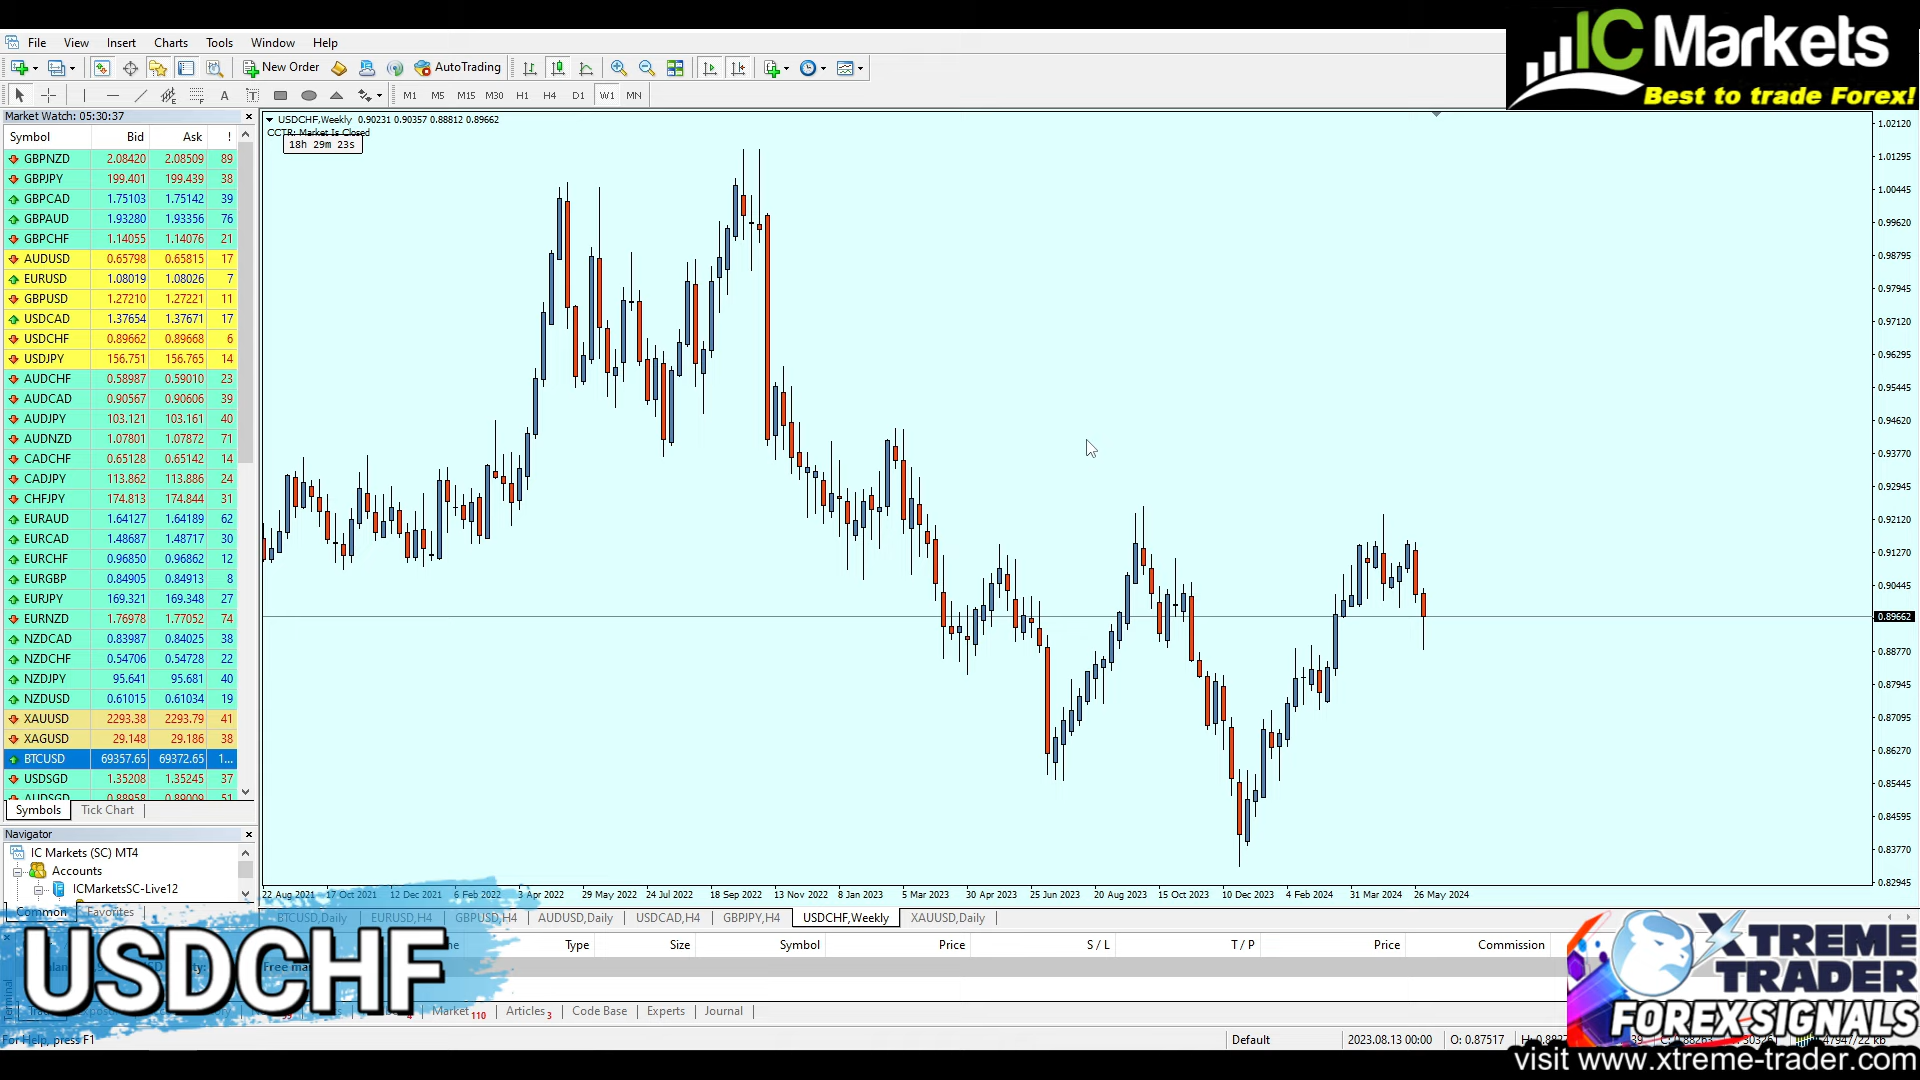 IC Markets
Best to trade Forex!
File View Insert Charts Tools Window Help
New Order AutoTrading
A T M1 M5 M15 M30 H1 H4 D1 W1 MN
Market Watch: 05:30:37
Symbol Bid Ask !
GBPNZD 2.08420 2.08509 89
GBPJPY 199.401 199.439 38
GBPCAD 1.75103 1.75142 39
GBPAUD 1.93280 1.93356 76
GBPCHF 1.14055 1.14076 21
AUDUSD 0.65798 0.65815 17
EURUSD 1.08019 1.08026 7
GBPUSD 1.27210 1.27221 11
USDCAD 1.37654 1.37671 17
USDCHF 0.89662 0.89668 6
USDJPY 156.751 156.765 14
AUDCHF 0.58987 0.59010 23
AUDCAD 0.90567 0.90606 39
AUDJPY 103.121 103.161 40
AUDNZD 1.07801 1.07872 71
CADCHF 0.65128 0.65142 14
CADJPY 113.862 113.886 24
CHFJPY 174.813 174.844 31
EURAUD 1.64127 1.64189 62
EURCAD 1.48687 1.48717 30
EURCHF 0.96850 0.96862 12
EURGBP 0.84905 0.84913 8
EURJPY 169.321 169.348 27
EURNZD 1.76978 1.77052 74
NZDCAD 0.83987 0.84025 38
NZDCHF 0.54706 0.54728 22
NZDJPY 95.641 95.681 40
NZDUSD 0.61015 0.61034 19
XAUUSD 2293.38 2293.79 41
XAGUSD 29.148 29.186 38
BTCUSD 69357.65 69372.65 1...
USDSGD 1.35208 1.35245 37
AUDSGD 0.88958 0.89009 51
Symbols Tick Chart
Navigator
IC Markets (SC) MT4
Accounts
ICMarketsSC-Live12
Common Favorites
USDCHF,Weekly 0.90231 0.90357 0.88812 0.89662
CCTR: Market Is Closed
18h 29m 23s
1.02120
1.01295
1.00445
0.99620
0.98795
0.97945
0.97120
0.96295
0.95445
0.94620
0.93770
0.92945
0.92120
0.91270
0.90445
0.89662
0.88770
0.87945
0.87095
0.86270
0.85445
0.84595
0.83770
0.82945
22 Aug 2021 17 Oct 2021 12 Dec 2021 6 Feb 2022 3 Apr 2022 29 May 2022 24 Jul 2022 18 Sep 2022 13 Nov 2022 8 Jan 2023 5 Mar 2023 30 Apr 2023 25 Jun 2023 20 Aug 2023 15 Oct 2023 10 Dec 2023 4 Feb 2024 31 Mar 2024 26 May 2024
BTCUSD,Daily EURUSD,H4 GBPUSD,H4 AUDUSD,Daily USDCAD,H4 GBPJPY,H4 USDCHF,Weekly XAUUSD,Daily
Type Size Symbol Price S / L T / P Price Commission
USDCHF
Market 110 Articles 3 Code Base Experts Journal
For Help, press F1
Default 2023.08.13 00:00 O: 0.87517
XTREME
TRADER
FOREX SIGNALS
visit www.xtreme-trader.com